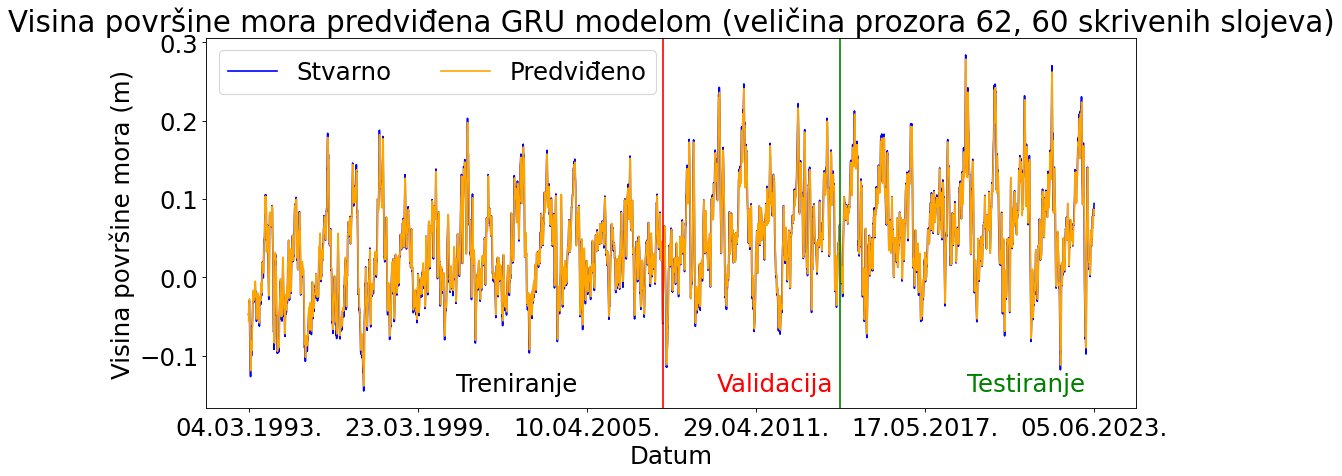 Visina površine mora predviđena GRU modelom (veličina prozora 62, 60 skrivenih slojeva)
Stvarno Predviđeno
Visina površine mora (m)
0.3
0.2
0.1
0.0
−0.1
Treniranje Validacija Testiranje
04.03.1993. 23.03.1999. 10.04.2005. 29.04.2011. 17.05.2017. 05.06.2023.
Datum